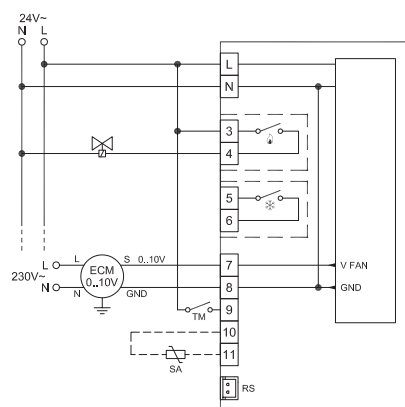 24V~
N L
L
N
3
4
5
6
L L S 0..10V 7 V FAN
230V~ ECM
0..10V
N N GND 8 GND
TM 9
10
11
SA
RS